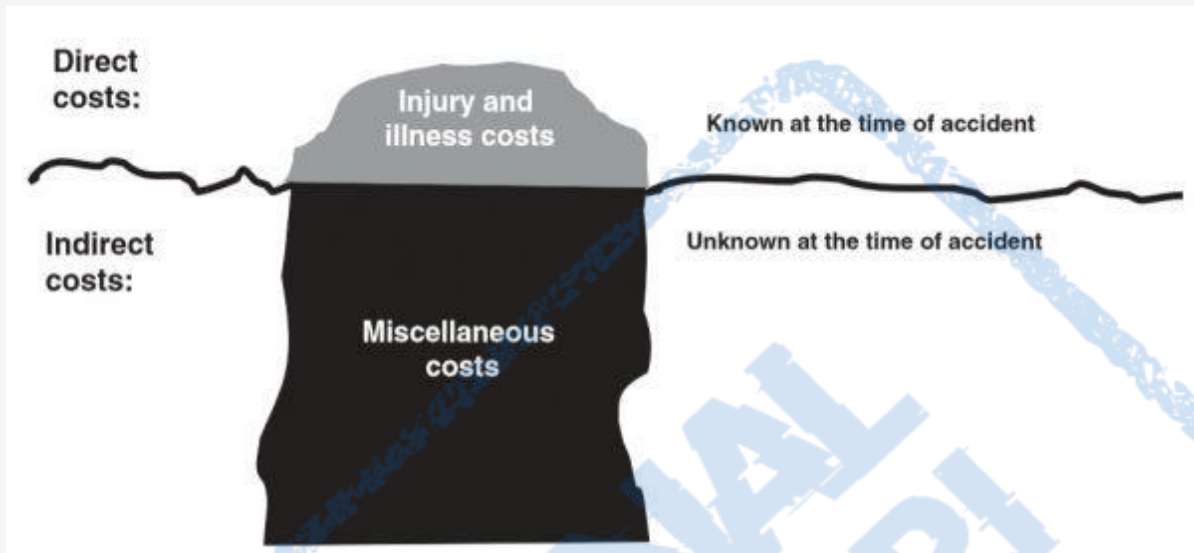 Direct
costs:
Injury and
illness costs
Known at the time of accident
Indirect
costs:
Unknown at the time of accident
Miscellaneous
costs